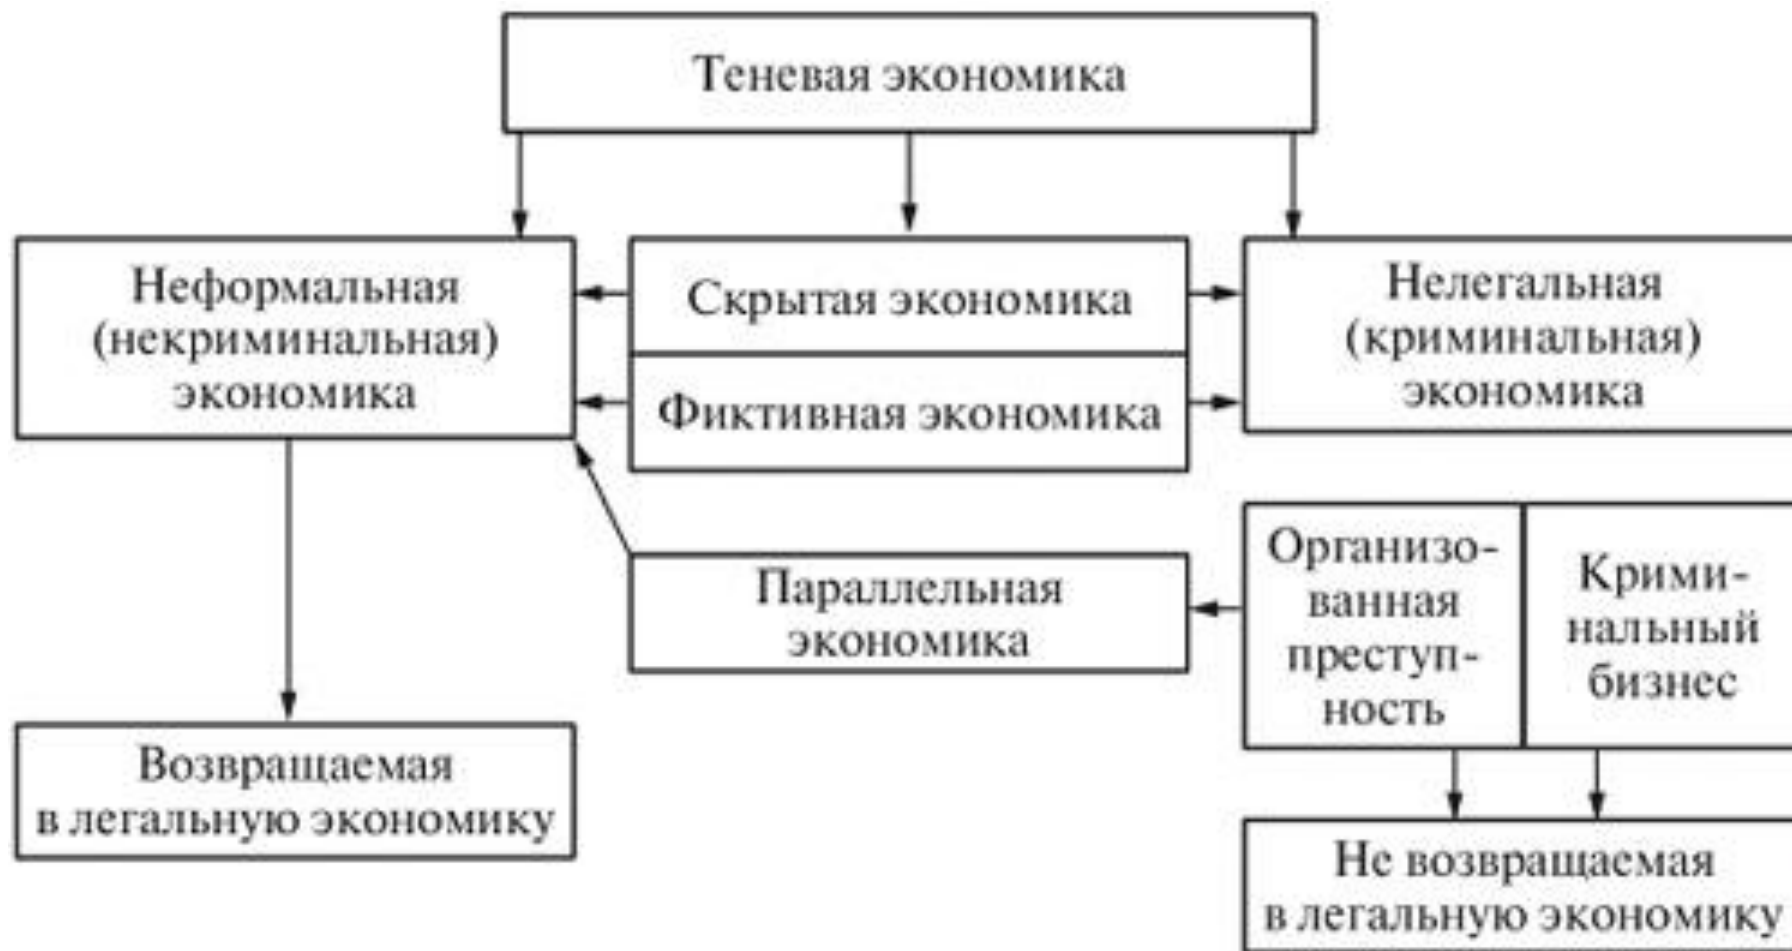 Теневая экономика
Неформальная
(некриминальная)
экономика
Скрытая экономика
Фиктивная экономика
Нелегальная
(криминальная)
экономика
Параллельная
экономика
Организо-
ванная
преступ-
ность
Крими-
нальный
бизнес
Возвращаемая
в легальную экономику
Не возвращаемая
в легальную экономику